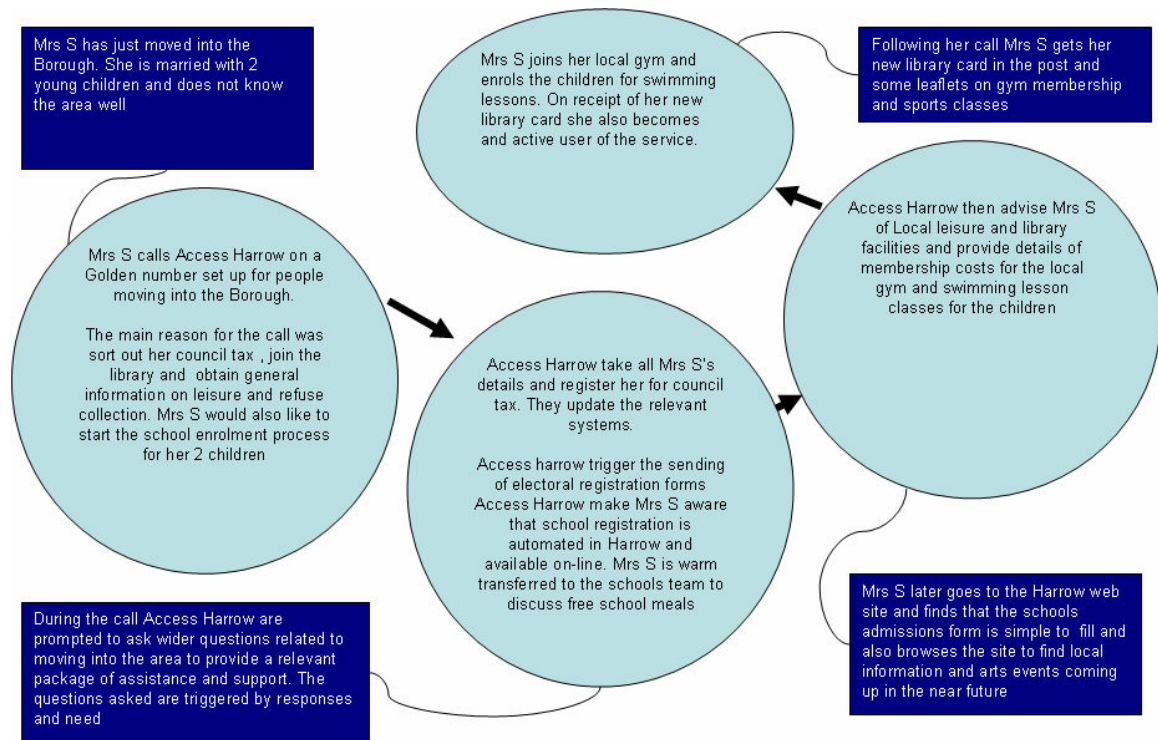 Mrs S has just moved into the
Borough. She is married with 2
young children and does not know
the area well
Mrs S calls Access Harrow on a
Golden number set up for people
moving into the Borough.
The main reason for the call was
sort out her council tax , join the
library and obtain general
information on leisure and refuse
collection. Mrs S would also like to
start the school enrolment process
for her 2 children
During the call Access Harrow are
prompted to ask wider questions related to
moving into the area to provide a relevant
package of assistance and support. The
questions asked are triggered by responses
and need
Access Harrow take all Mrs S's
details and register her for council
tax. They update the relevant
systems.
Access harrow trigger the sending
of electoral registration forms
Access Harrow make Mrs S aware
that school registration is
automated in Harrow and
available on-line. Mrs S is warm
transferred to the schools team to
discuss free school meals
Access Harrow then advise Mrs S
of Local leisure and library
facilities and provide details of
membership costs for the local
gym and swimming lesson
classes for the children
Mrs S later goes to the Harrow web
site and finds that the schools
admissions form is simple to fill and
also browses the site to find local
information and arts events coming
up in the near future
Mrs S joins her local gym and
enrols the children for swimming
lessons. On receipt of her new
library card she also becomes
and active user of the service.
Following her call Mrs S gets her
new library card in the post and
some leaflets on gym membership
and sports classes